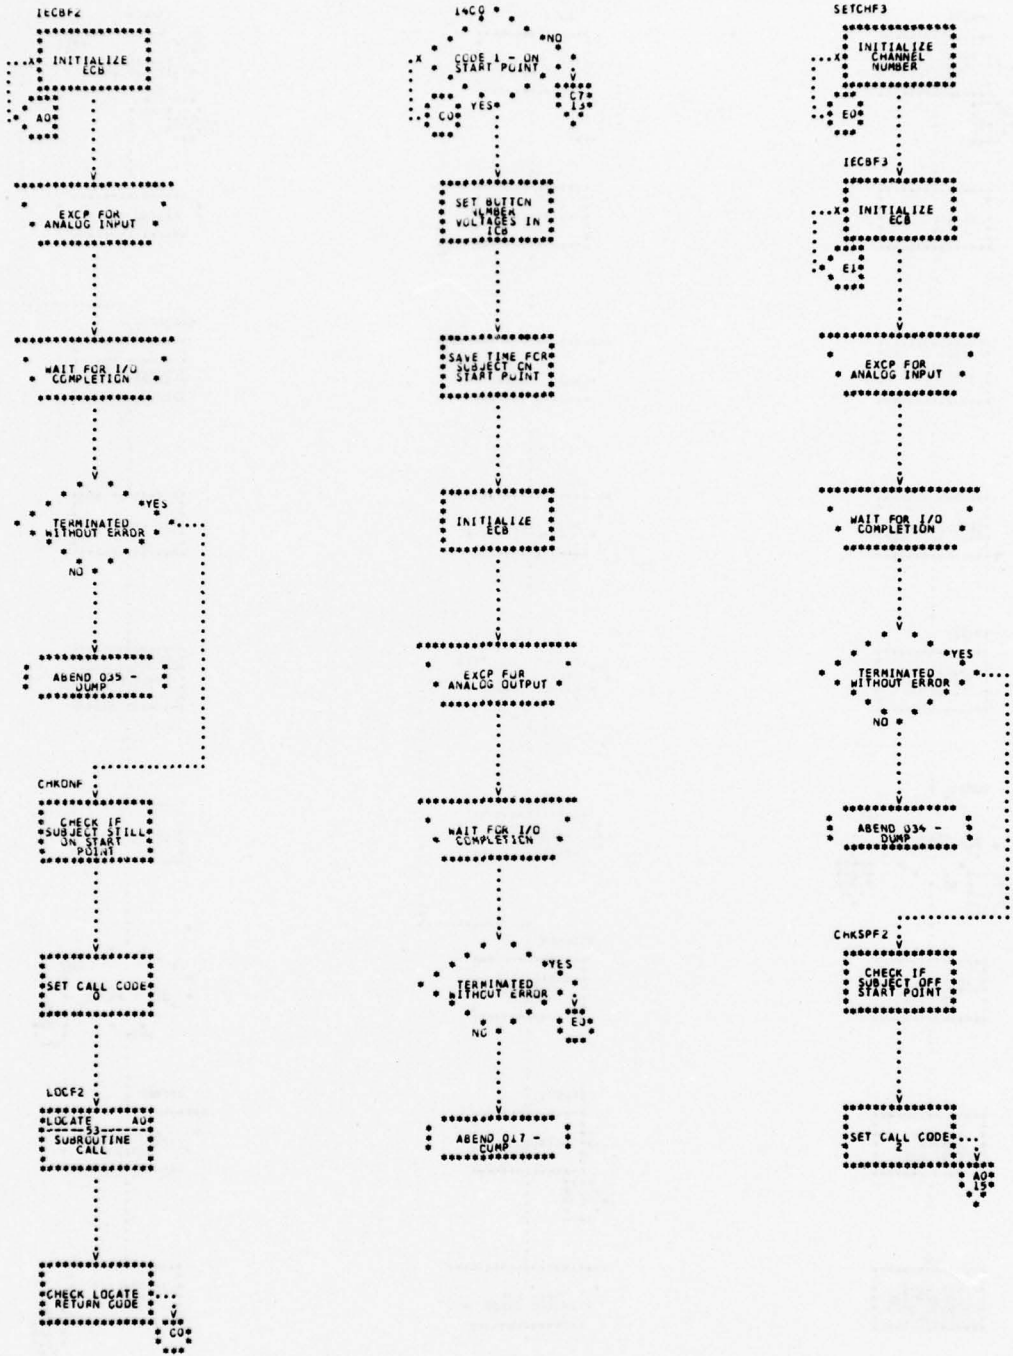 IECBF2
INITIALIZE
ECB
A0
EXCP FOR
ANALOG INPUT
WAIT FOR I/O
COMPLETION
YES
TERMINATED
WITHOUT ERROR
NO
ABEND 035 -
DUMP
CHKONF
CHECK IF
SUBJECT STILL
ON START
POINT
SET CALL CODE
0
LOCF2
LOCATE A0
53
SUBROUTINE
CALL
CHECK LOCATE
RETURN CODE
C0
14C0
NO
CODE 1 - ON
START POINT
C0
YES
C7
13
SET BUTTON
NUMBER
VOLTAGES IN
ICB
SAVE TIME FOR
SUBJECT ON
START POINT
INITIALIZE
ECB
EXCP FOR
ANALOG OUTPUT
WAIT FOR I/O
COMPLETION
YES
TERMINATED
WITHOUT ERROR
E0
NO
ABEND 017 -
DUMP
SETCHF3
INITIALIZE
CHANNEL
NUMBER
E0
IECBF3
INITIALIZE
ECB
E1
EXCP FOR
ANALOG INPUT
WAIT FOR I/O
COMPLETION
YES
TERMINATED
WITHOUT ERROR
NO
ABEND 034 -
DUMP
CHKSPF2
CHECK IF
SUBJECT OFF
START POINT
SET CALL CODE
2
A0
15